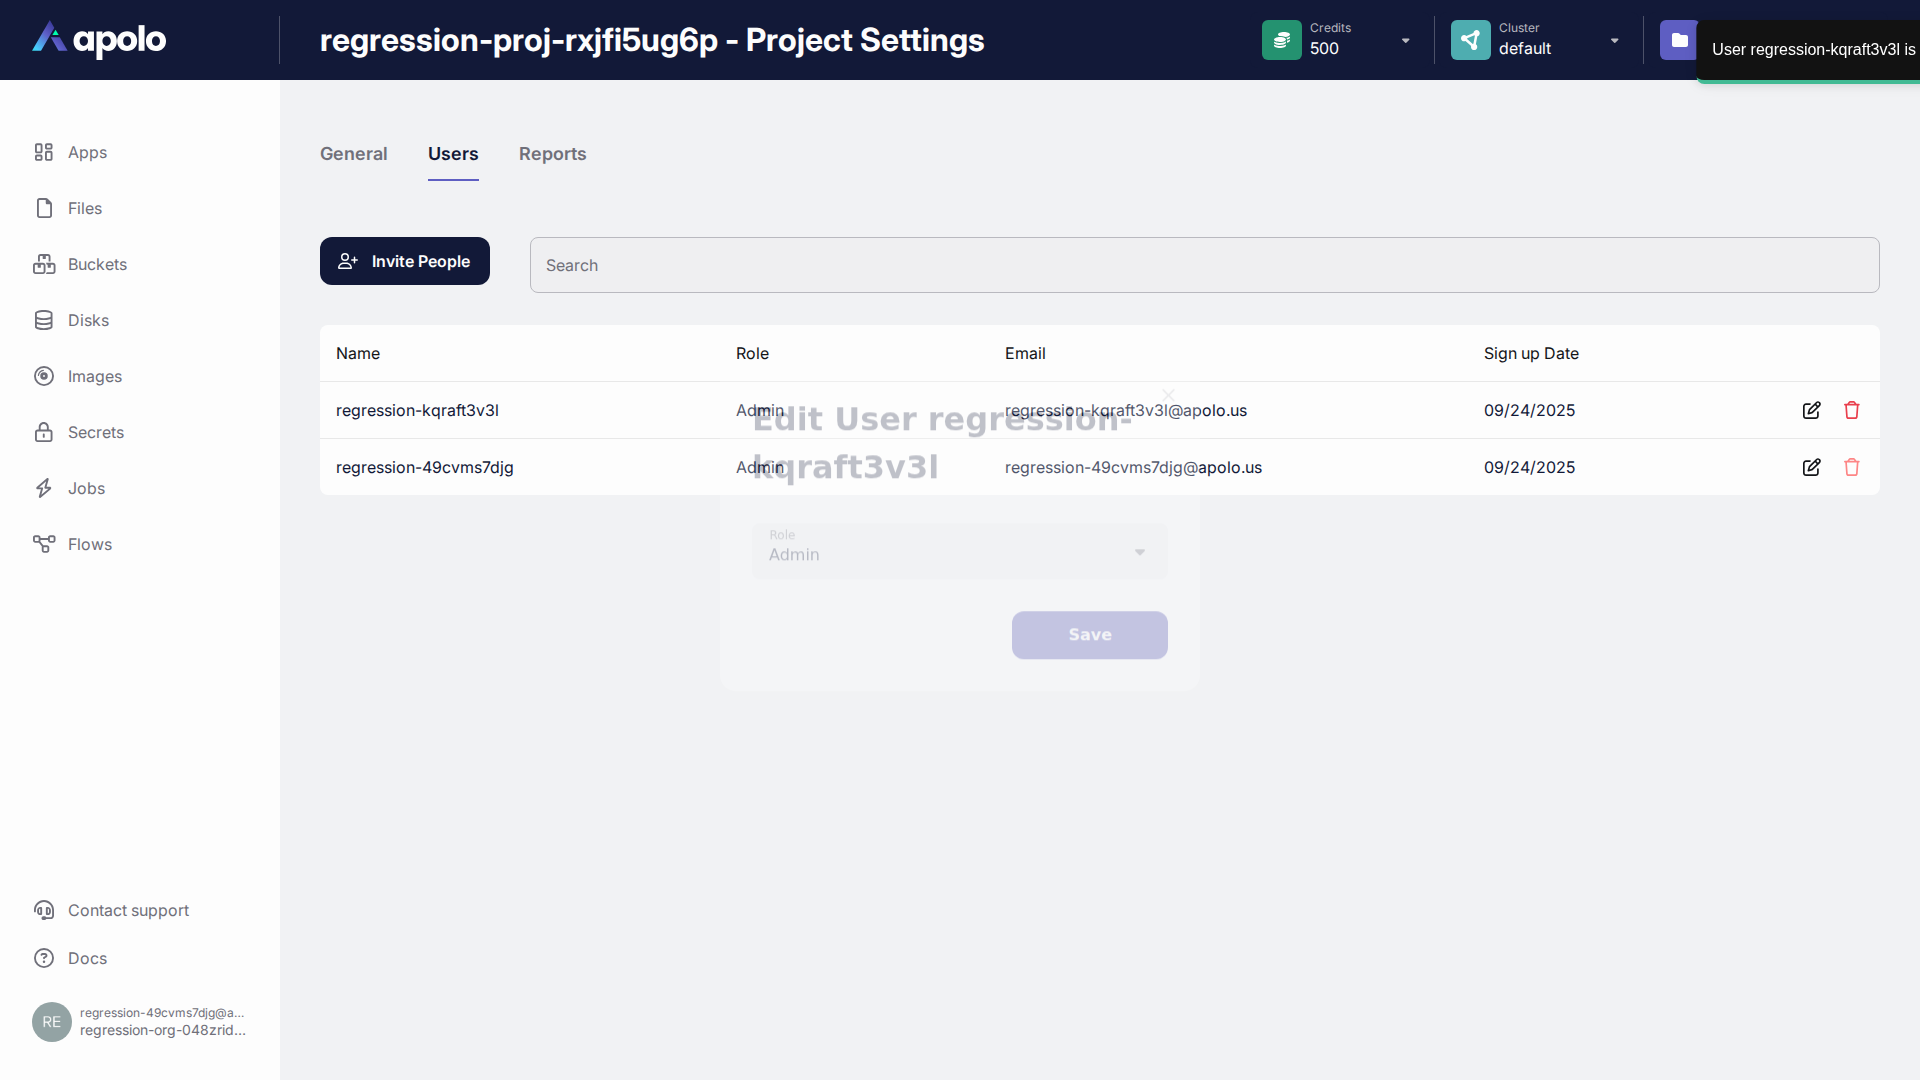 apolo
regression-proj-rxjfi5ug6p - Project Settings
Credits
500
Cluster
default
User regression-kqraft3v3l is
Apps
Files
Buckets
Disks
Images
Secrets
Jobs
Flows
General Users Reports
Invite People
Search
Name Role Email Sign up Date
regression-kqraft3v3l Admin regression-kqraft3v3l@apolo.us 09/24/2025
regression-49cvms7djg Admin regression-49cvms7djg@apolo.us 09/24/2025
Edit User regression-
kqraft3v3l
Role
Admin
Save
Contact support
Docs
RE
regression-49cvms7djg@a...
regression-org-048zrid...